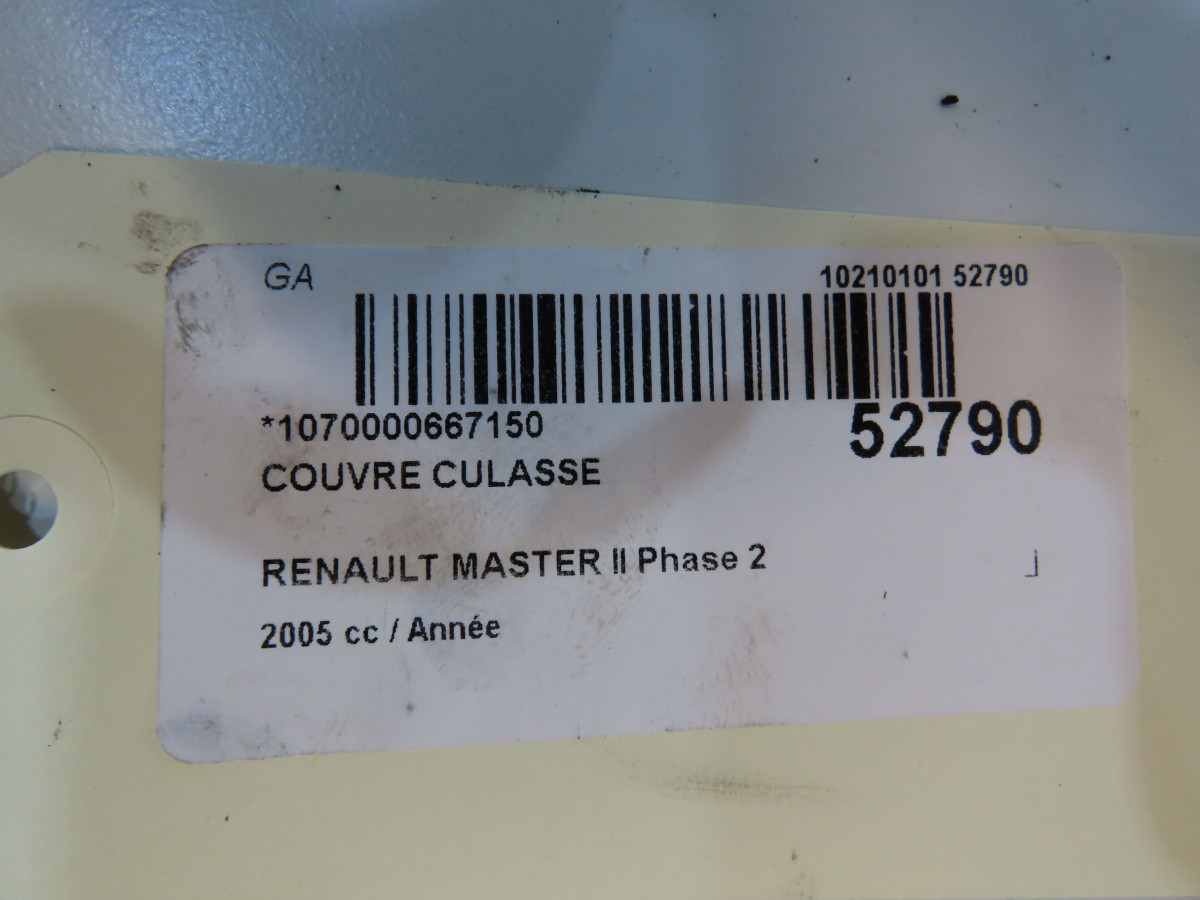 GA
10210101 52790
*1070000667150
52790
COUVRE CULASSE
RENAULT MASTER II Phase 2
2005 cc / Année